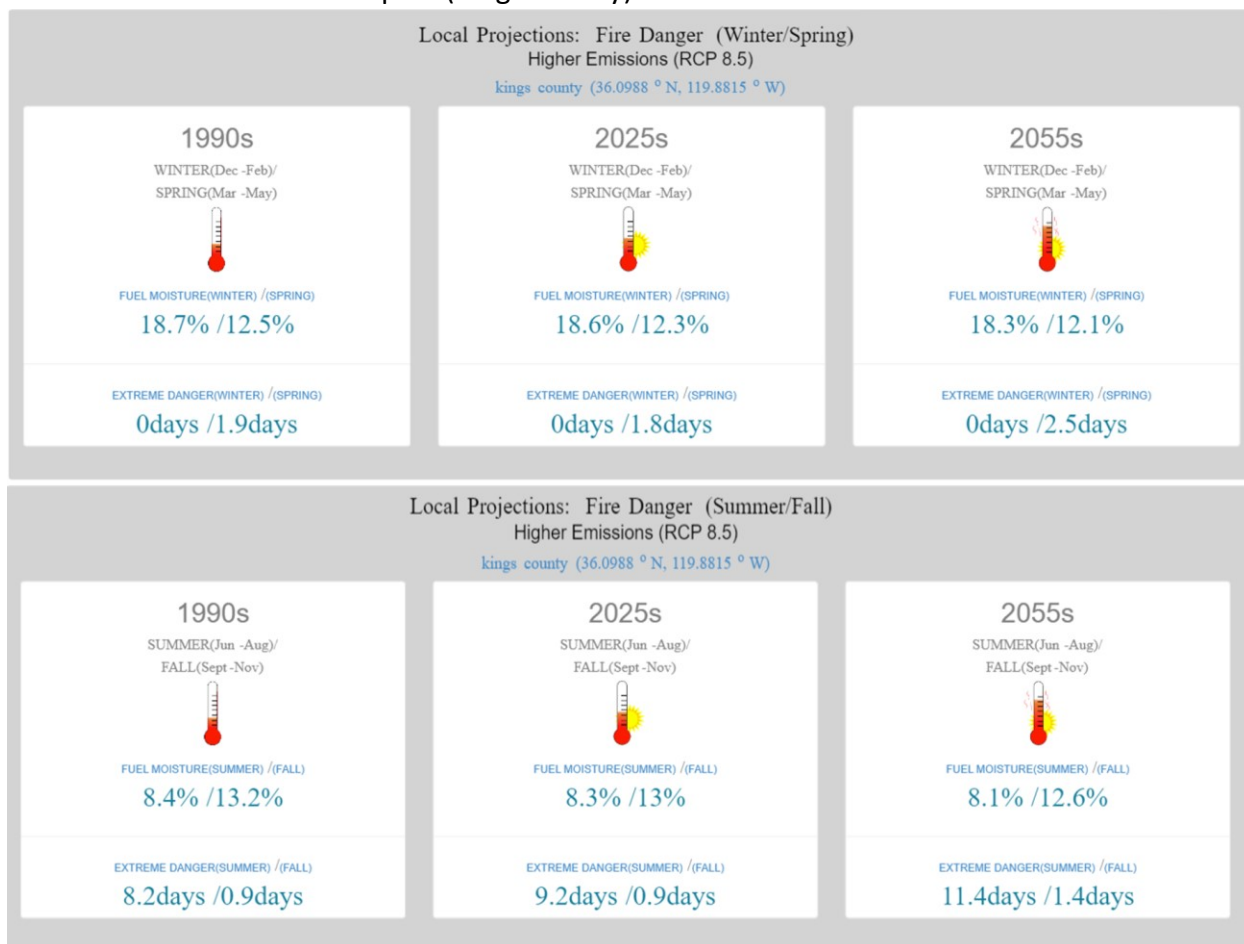 Local Projections: Fire Danger (Winter/Spring)
Higher Emissions (RCP 8.5)
kings county (36.0988 ° N, 119.8815 ° W)
1990s
WINTER(Dec -Feb)/
SPRING(Mar -May)
FUEL MOISTURE(WINTER) /(SPRING)
18.7% /12.5%
EXTREME DANGER(WINTER) /(SPRING)
0days /1.9days
2025s
WINTER(Dec -Feb)/
SPRING(Mar -May)
FUEL MOISTURE(WINTER) /(SPRING)
18.6% /12.3%
EXTREME DANGER(WINTER) /(SPRING)
0days /1.8days
2055s
WINTER(Dec -Feb)/
SPRING(Mar -May)
FUEL MOISTURE(WINTER) /(SPRING)
18.3% /12.1%
EXTREME DANGER(WINTER) /(SPRING)
0days /2.5days
Local Projections: Fire Danger (Summer/Fall)
Higher Emissions (RCP 8.5)
kings county (36.0988 ° N, 119.8815 ° W)
1990s
SUMMER(Jun -Aug)/
FALL(Sept -Nov)
FUEL MOISTURE(SUMMER) /(FALL)
8.4% /13.2%
EXTREME DANGER(SUMMER) /(FALL)
8.2days /0.9days
2025s
SUMMER(Jun -Aug)/
FALL(Sept -Nov)
FUEL MOISTURE(SUMMER) /(FALL)
8.3% /13%
EXTREME DANGER(SUMMER) /(FALL)
9.2days /0.9days
2055s
SUMMER(Jun -Aug)/
FALL(Sept -Nov)
FUEL MOISTURE(SUMMER) /(FALL)
8.1% /12.6%
EXTREME DANGER(SUMMER) /(FALL)
11.4days /1.4days